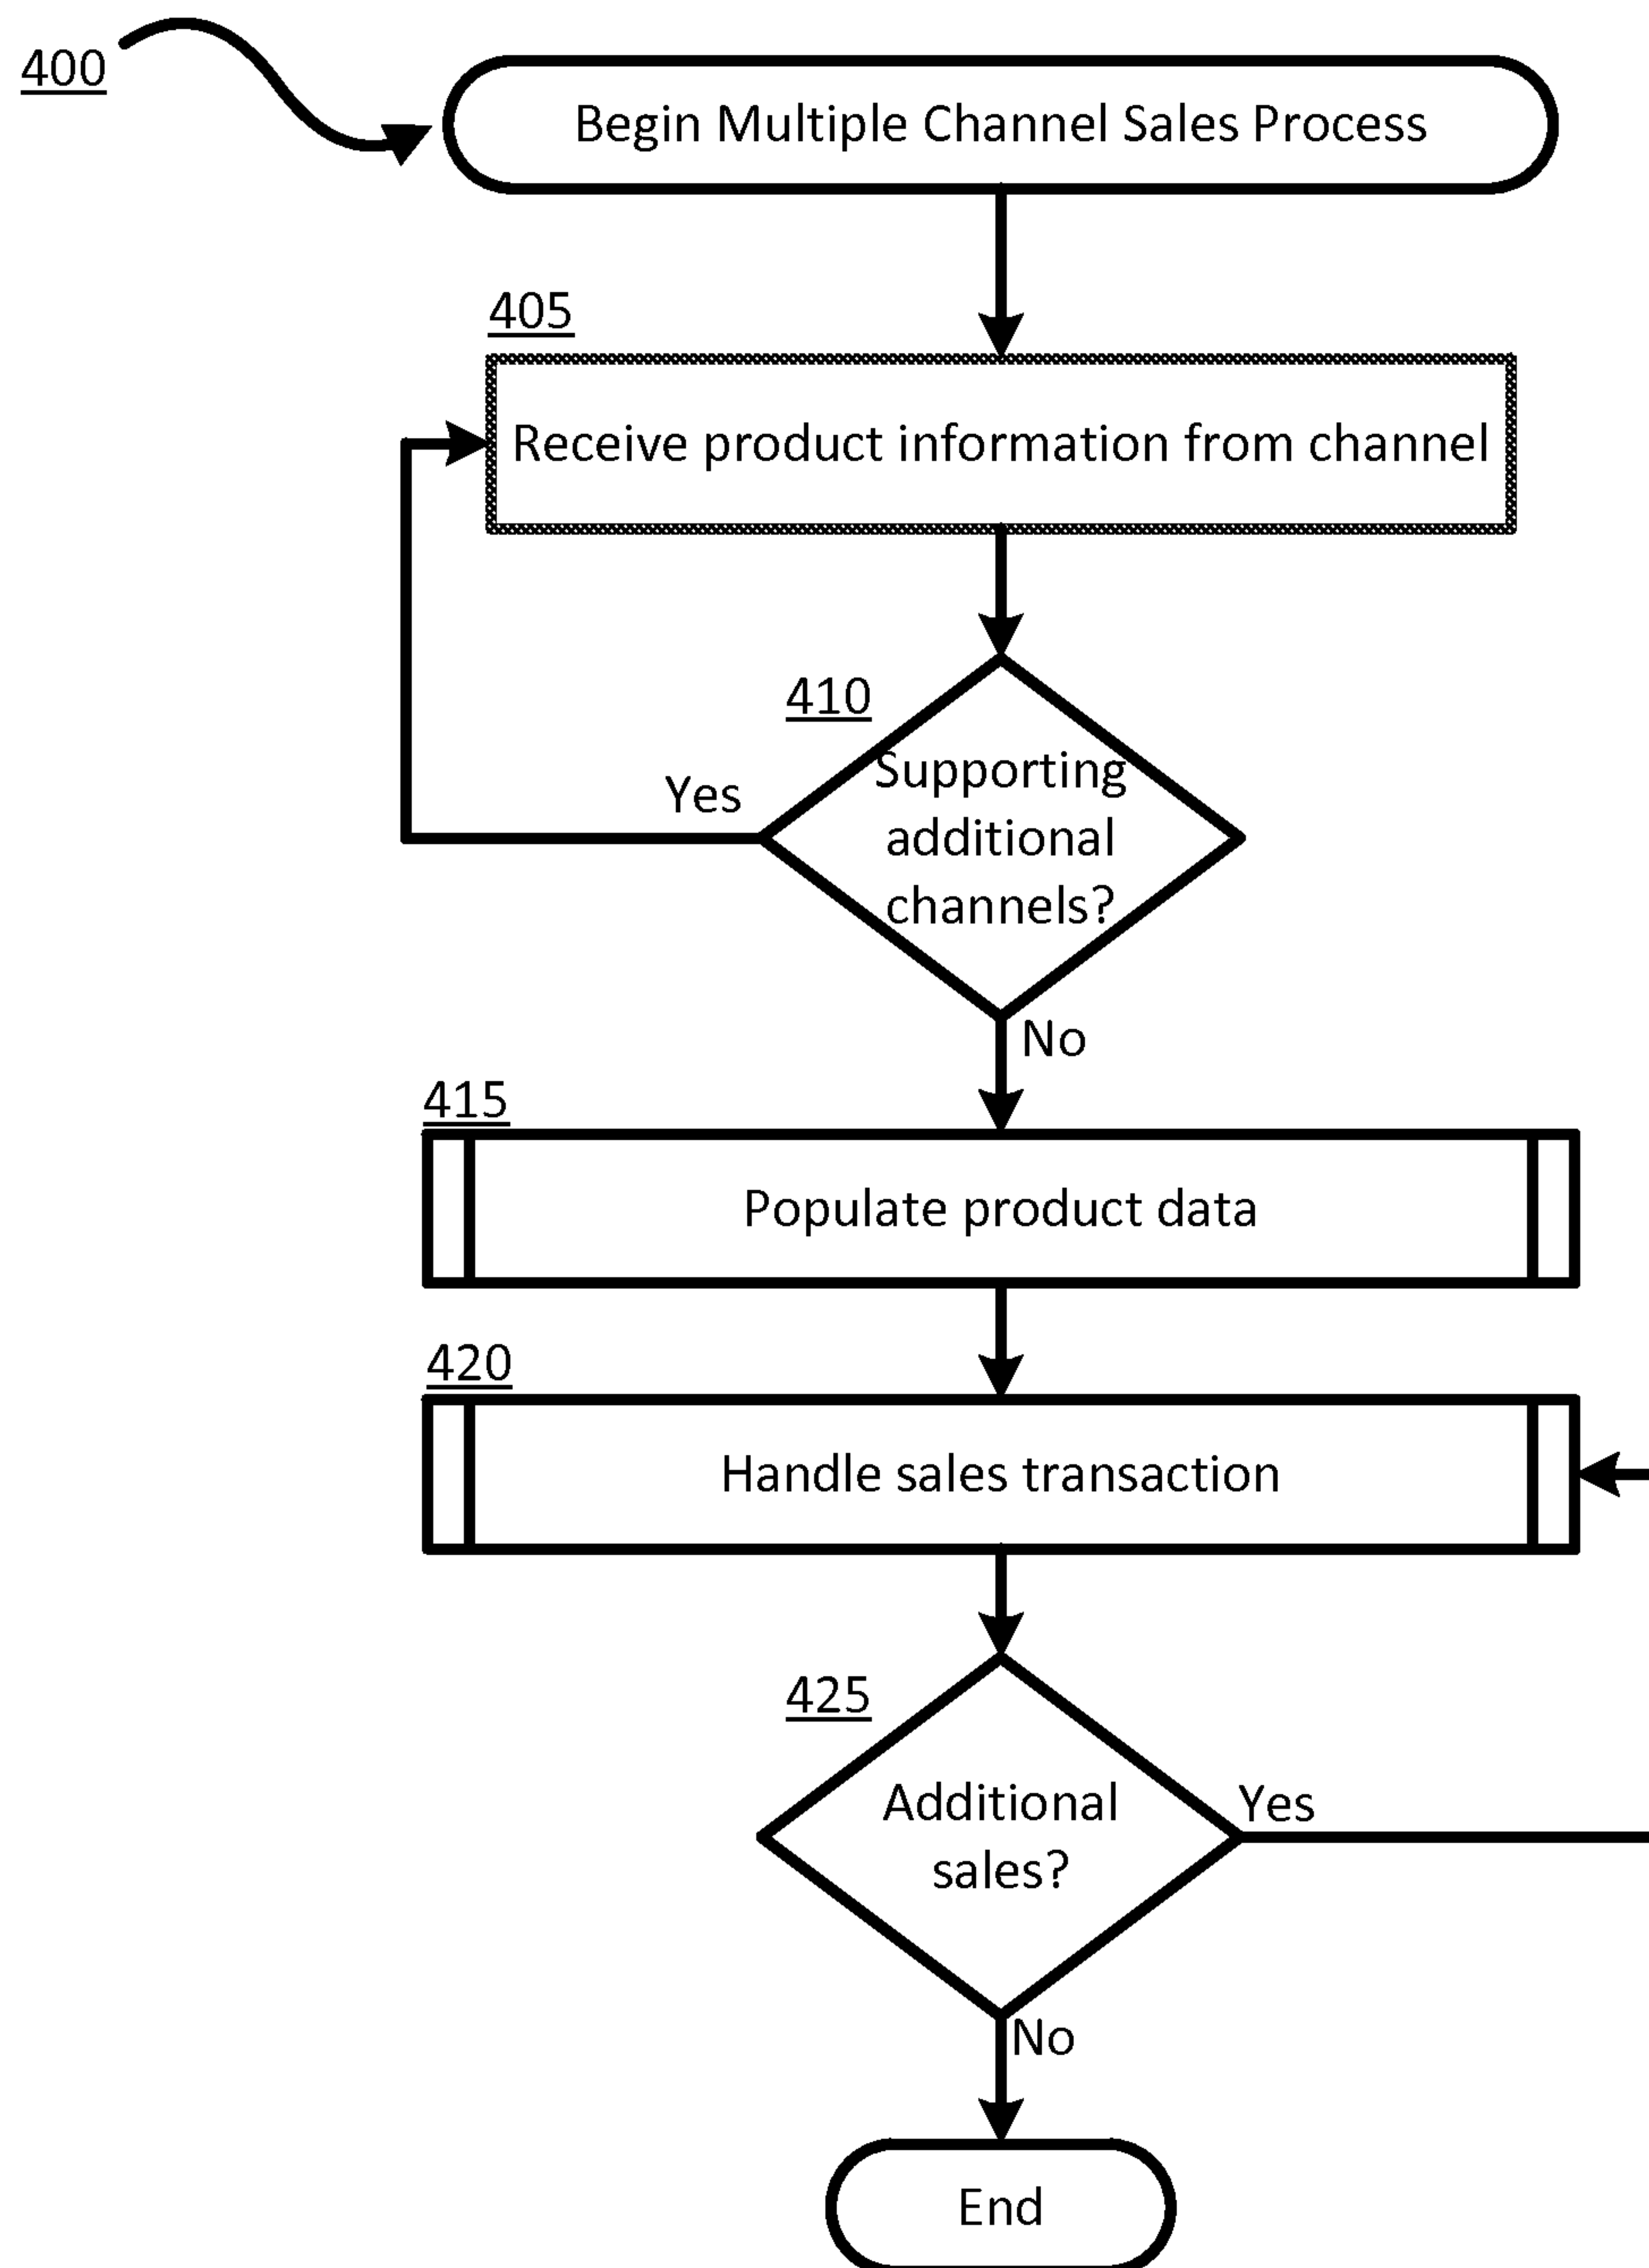 400
Begin Multiple Channel Sales Process
405
Receive product information from channel
410
Supporting
additional
channels?
Yes
No
415
Populate product data
420
Handle sales transaction
425
Additional
sales?
Yes
No
End